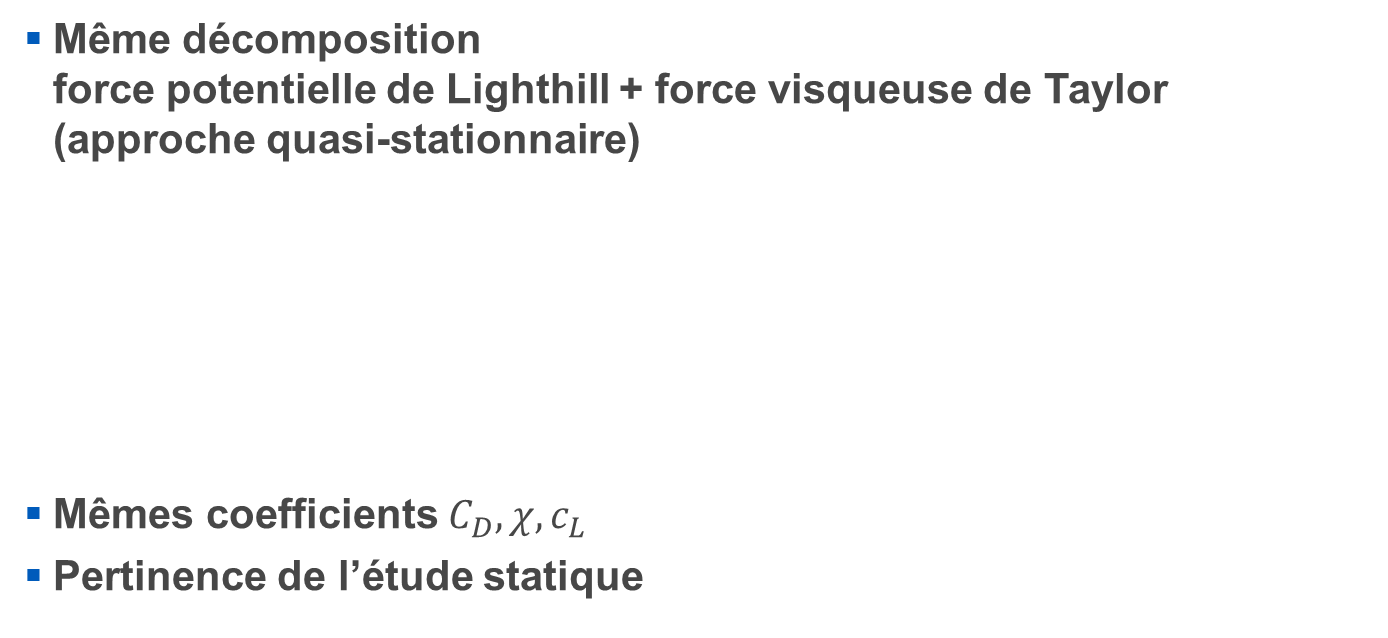 ▪ Même décomposition
force potentielle de Lighthill + force visqueuse de Taylor
(approche quasi-stationnaire)
▪ Mêmes coefficients $C_D, \chi, c_L$
▪ Pertinence de l’étude statique